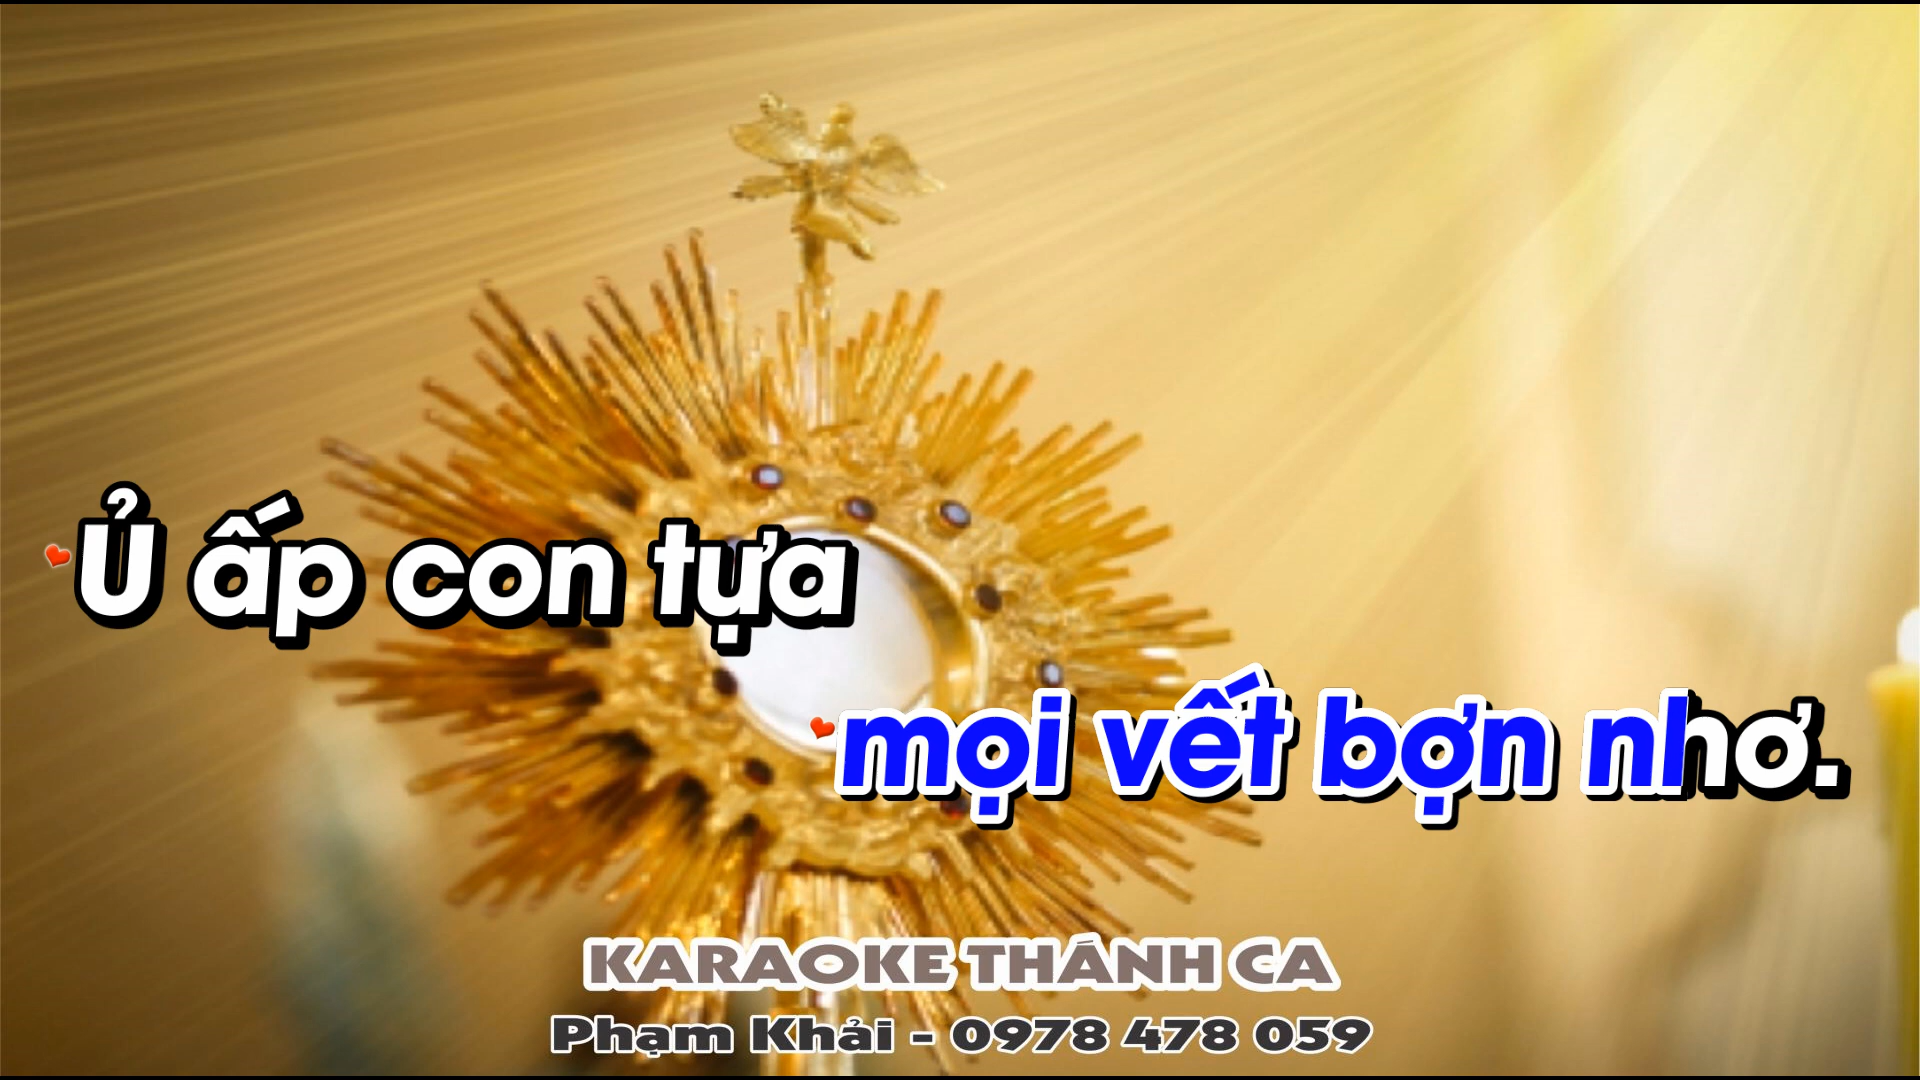 Ủ ấp con tựa
mọi vết bợn nhơ.
KARAOKE THÁNH CA
Phạm Khải - 0978 478 059